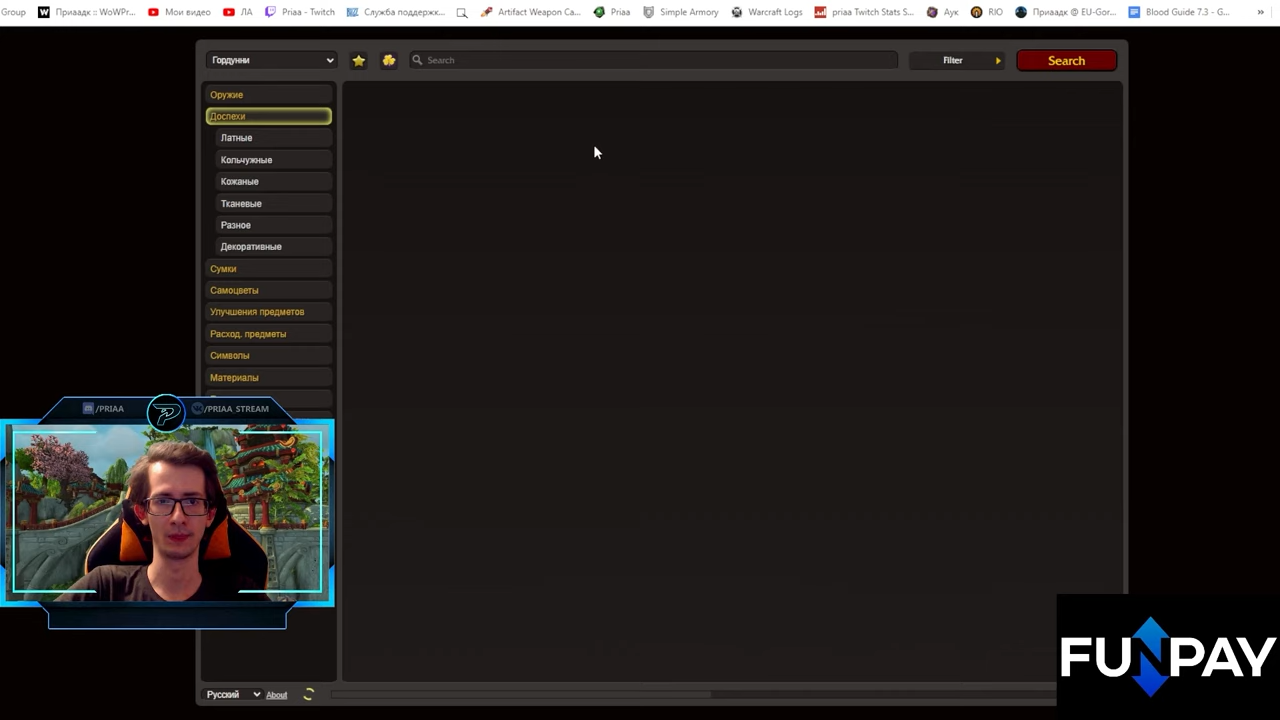 Group
Приаадк :: WoWPr...
Мои видео
ЛА
Priaa - Twitch
Служба поддержк...
Artifact Weapon Ca...
Priaa
Simple Armory
Warcraft Logs
priaa Twitch Stats S...
Аук
RIO
Приаадк @ EU-Gor...
Blood Guide 7.3 - G...
»
Гордунни
Search
Filter
Search
Оружие
Доспехи
Латные
Кольчужные
Кожаные
Тканевые
Разное
Декоративные
Сумки
Самоцветы
Улучшения предметов
Расход. предметы
Символы
Материалы
/PRIAA
/PRIAA_STREAM
FUNPAY
Русский
About